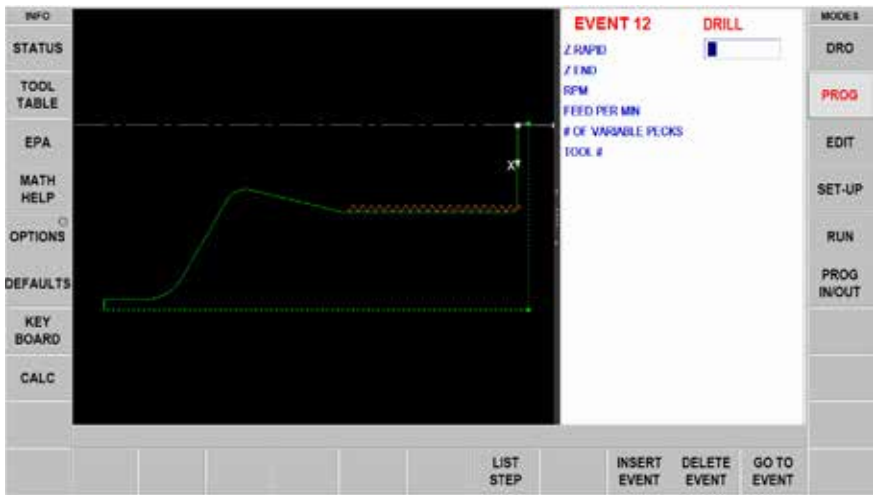 INFO
STATUS
TOOL
TABLE
EPA
MATH
HELP
OPTIONS
DEFAULTS
KEY
BOARD
CALC
X
EVENT 12 DRILL
Z RAPID
Z END
RPM
FEED PER MIN
# OF VARIABLE PECKS
TOOL #
MODES
DRO
PROG
EDIT
SET-UP
RUN
PROG
IN/OUT
LIST
STEP
INSERT
EVENT
DELETE
EVENT
GO TO
EVENT